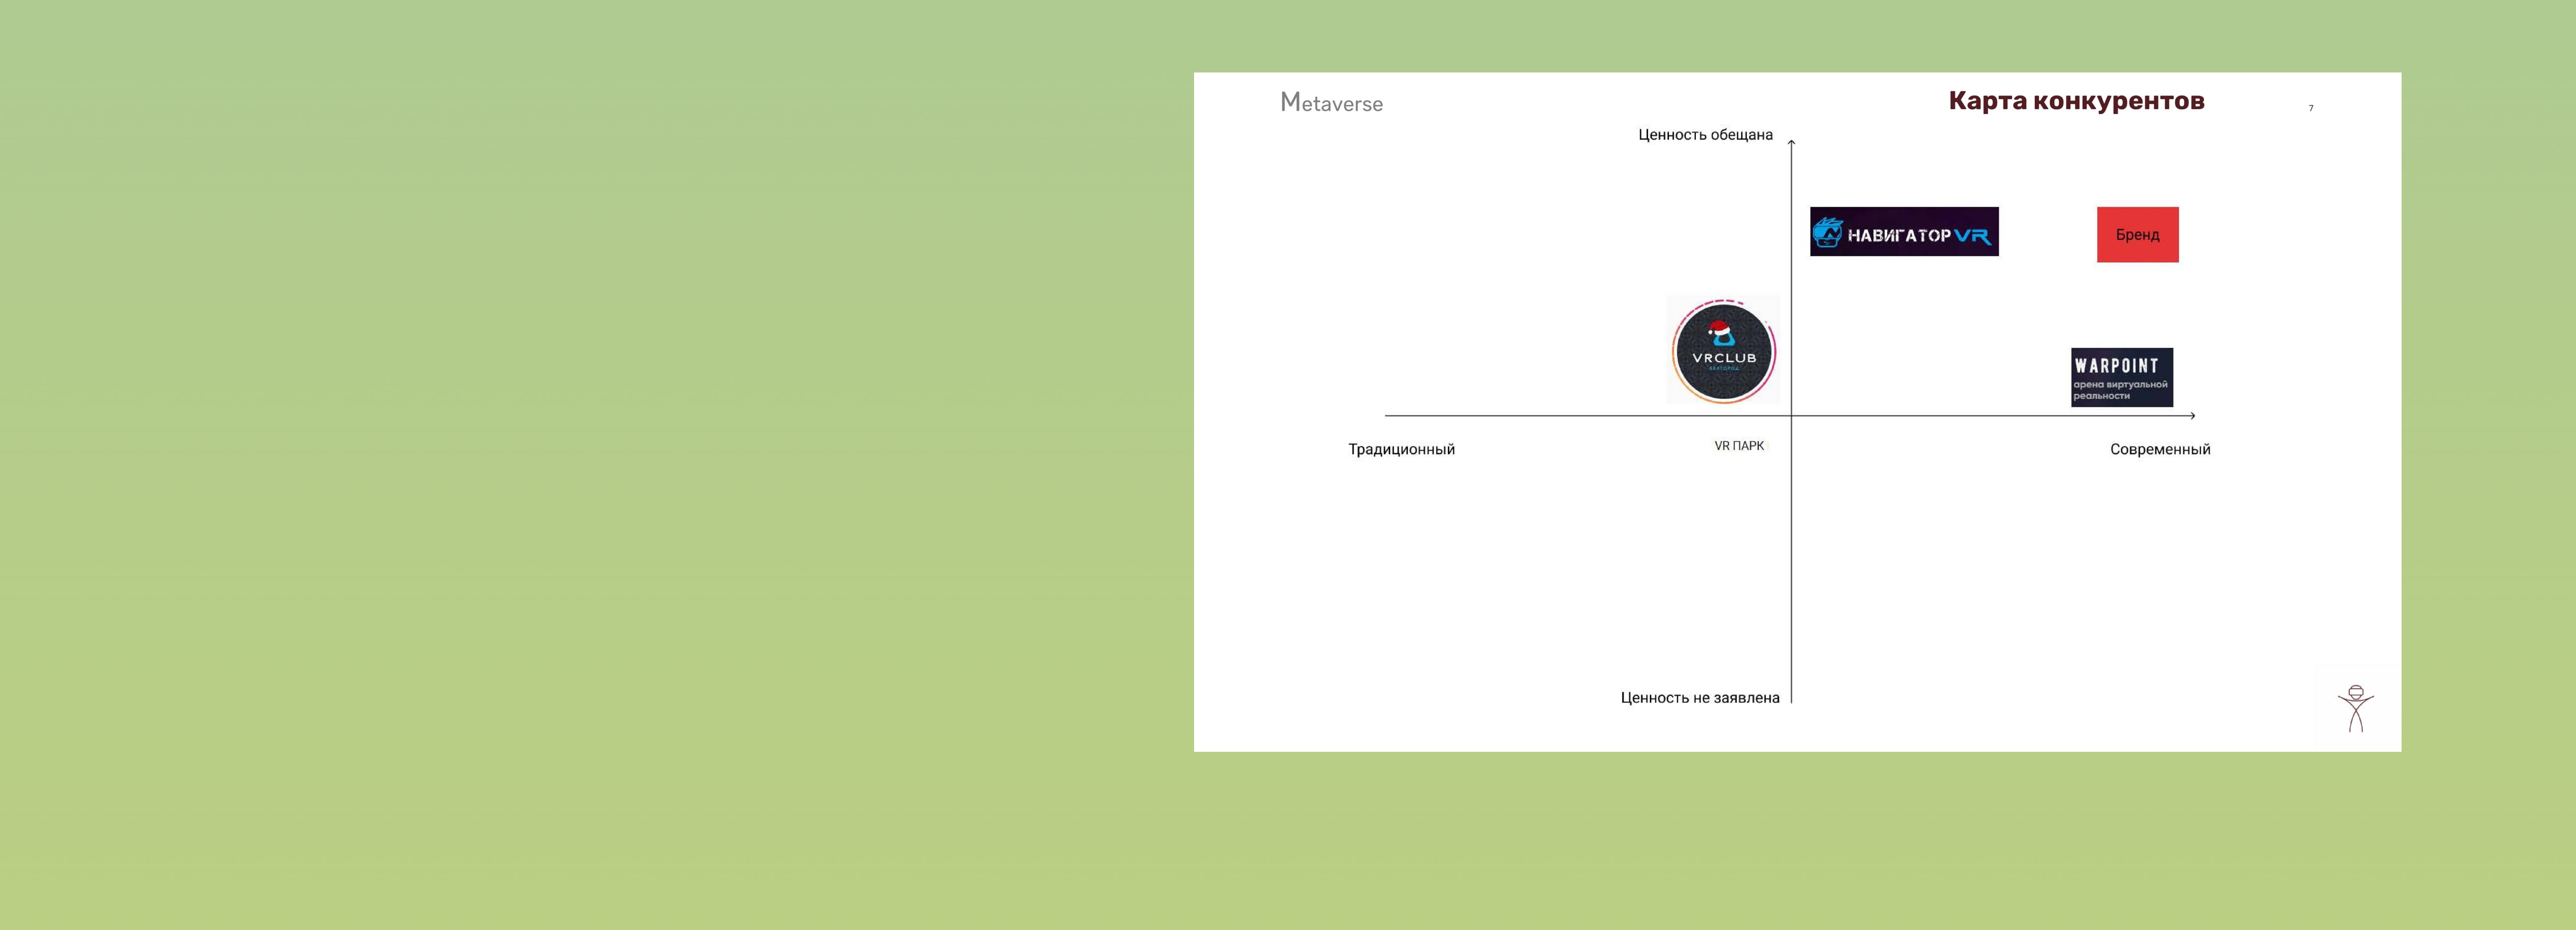 Metaverse
Карта конкурентов
7
Ценность обещана
НАВИГАТОР VR
Бренд
VRCLUB
БЕЛГОРОД
WARPOINT
арена виртуальной
реальности
Традиционный
VR ПАРК
Современный
Ценность не заявлена